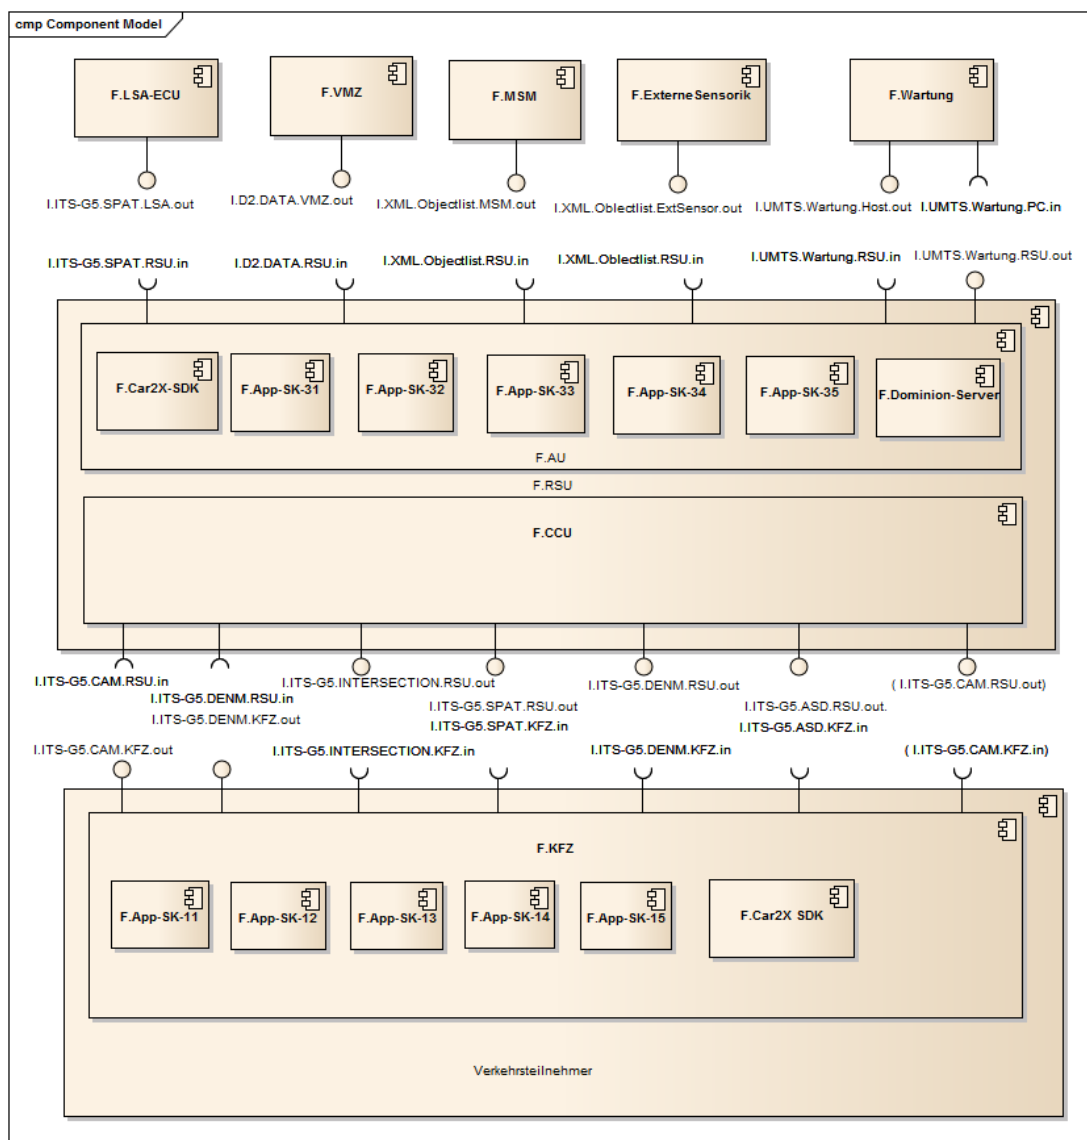 cmp Component Model
F.LSA-ECU
F.VMZ
F.MSM
F.ExterneSensorik
F.Wartung
I.ITS-G5.SPAT.LSA.out
I.D2.DATA.VMZ.out
I.XML.Objectlist.MSM.out
I.XML.Oblectlist.ExtSensor.out
I.UMTS.Wartung.Host.out
I.UMTS.Wartung.PC.in
I.ITS-G5.SPAT.RSU.in
I.D2.DATA.RSU.in
I.XML.Objectlist.RSU.in
I.XML.Oblectlist.RSU.in
I.UMTS.Wartung.RSU.in
I.UMTS.Wartung.RSU.out
F.Car2X-SDK
F.App-SK-31
F.App-SK-32
F.App-SK-33
F.App-SK-34
F.App-SK-35
F.Dominion-Server
F.AU
F.RSU
F.CCU
I.ITS-G5.CAM.RSU.in
I.ITS-G5.DENM.RSU.in
I.ITS-G5.INTERSECTION.RSU.out
I.ITS-G5.SPAT.RSU.out
I.ITS-G5.DENM.RSU.out
I.ITS-G5.ASD.RSU.out.
( I.ITS-G5.CAM.RSU.out)
I.ITS-G5.CAM.KFZ.out
I.ITS-G5.DENM.KFZ.out
I.ITS-G5.INTERSECTION.KFZ.in
I.ITS-G5.SPAT.KFZ.in
I.ITS-G5.DENM.KFZ.in
I.ITS-G5.ASD.KFZ.in
( I.ITS-G5.CAM.KFZ.in)
F.KFZ
F.App-SK-11
F.App-SK-12
F.App-SK-13
F.App-SK-14
F.App-SK-15
F.Car2X SDK
Verkehrsteilnehmer